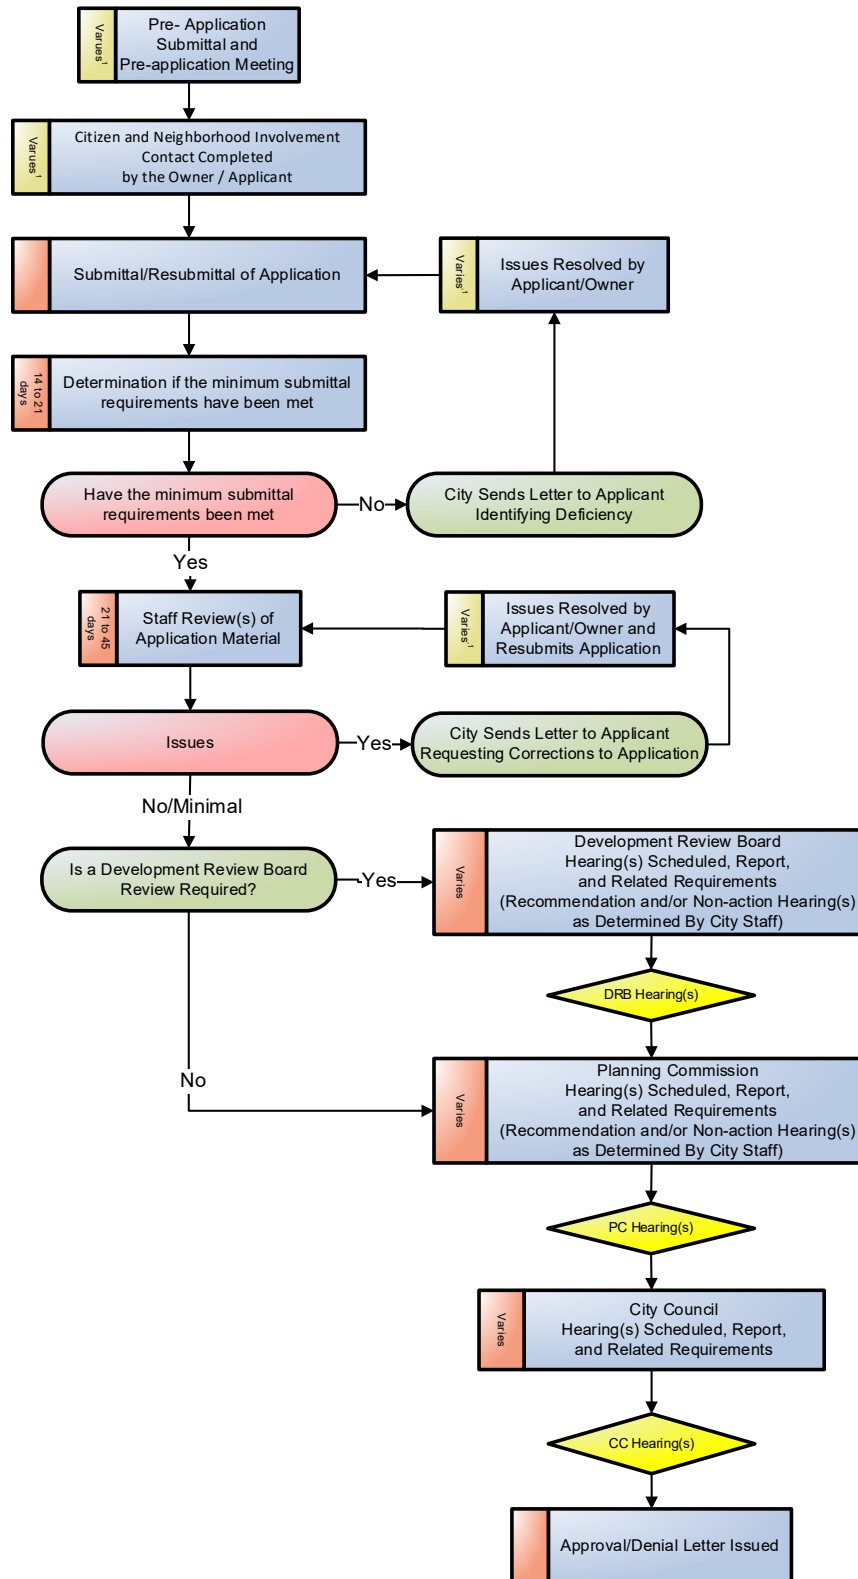 Varues¹
Pre- Application
Submittal and
Pre-application Meeting
Varues¹
Citizen and Neighborhood Involvement
Contact Completed
by the Owner / Applicant
Submittal/Resubmittal of Application
Varies¹
Issues Resolved by
Applicant/Owner
14 to 21
days
Determination if the minimum submittal
requirements have been met
Have the minimum submittal
requirements been met
No
City Sends Letter to Applicant
Identifying Deficiency
Yes
21 to 45
days
Staff Review(s) of
Application Material
Varies¹
Issues Resolved by
Applicant/Owner and
Resubmits Application
Issues
Yes
City Sends Letter to Applicant
Requesting Corrections to Application
No/Minimal
Is a Development Review Board
Review Required?
Yes
Varies
Development Review Board
Hearing(s) Scheduled, Report,
and Related Requirements
(Recommendation and/or Non-action Hearing(s)
as Determined By City Staff)
DRB Hearing(s)
No
Varies
Planning Commission
Hearing(s) Scheduled, Report,
and Related Requirements
(Recommendation and/or Non-action Hearing(s)
as Determined By City Staff)
PC Hearing(s)
Varies
City Council
Hearing(s) Scheduled, Report,
and Related Requirements
CC Hearing(s)
Approval/Denial Letter Issued